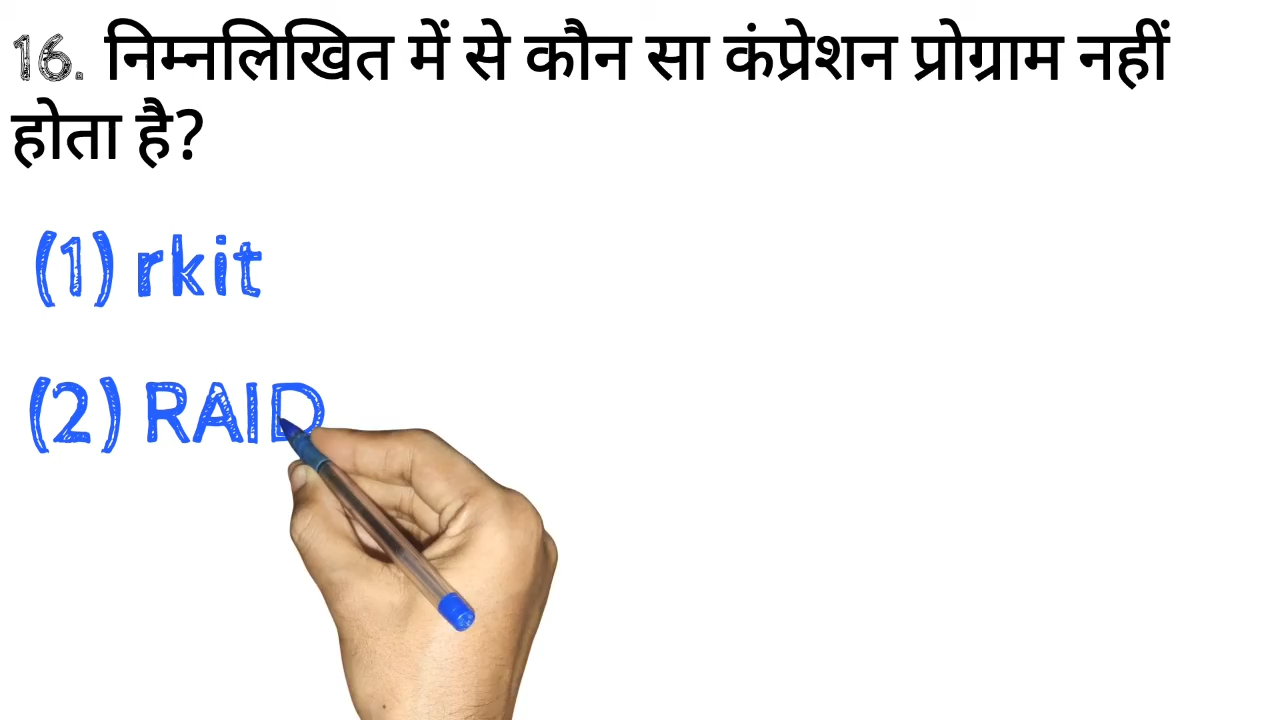 16. निम्नलिखित में से कौन सा कंप्रेशन प्रोग्राम नहीं
होता है?
(1) rkit
(2) RAID